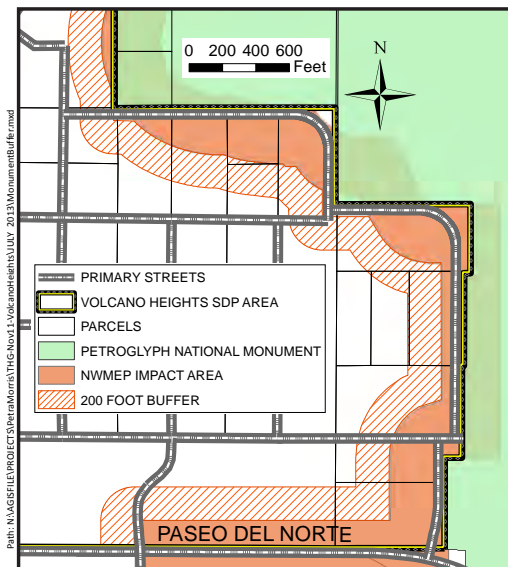 0 200 400 600
Feet
N
PRIMARY STREETS
VOLCANO HEIGHTS SDP AREA
PARCELS
PETROGLYPH NATIONAL MONUMENT
NWMEP IMPACT AREA
200 FOOT BUFFER
PASEO DEL NORTE
Path: N:\AGISFILE\PROJECTS\PetraMorris\THG-Nov11-VolcanoHeights\JULY 2013\MonumentBuffer.mxd